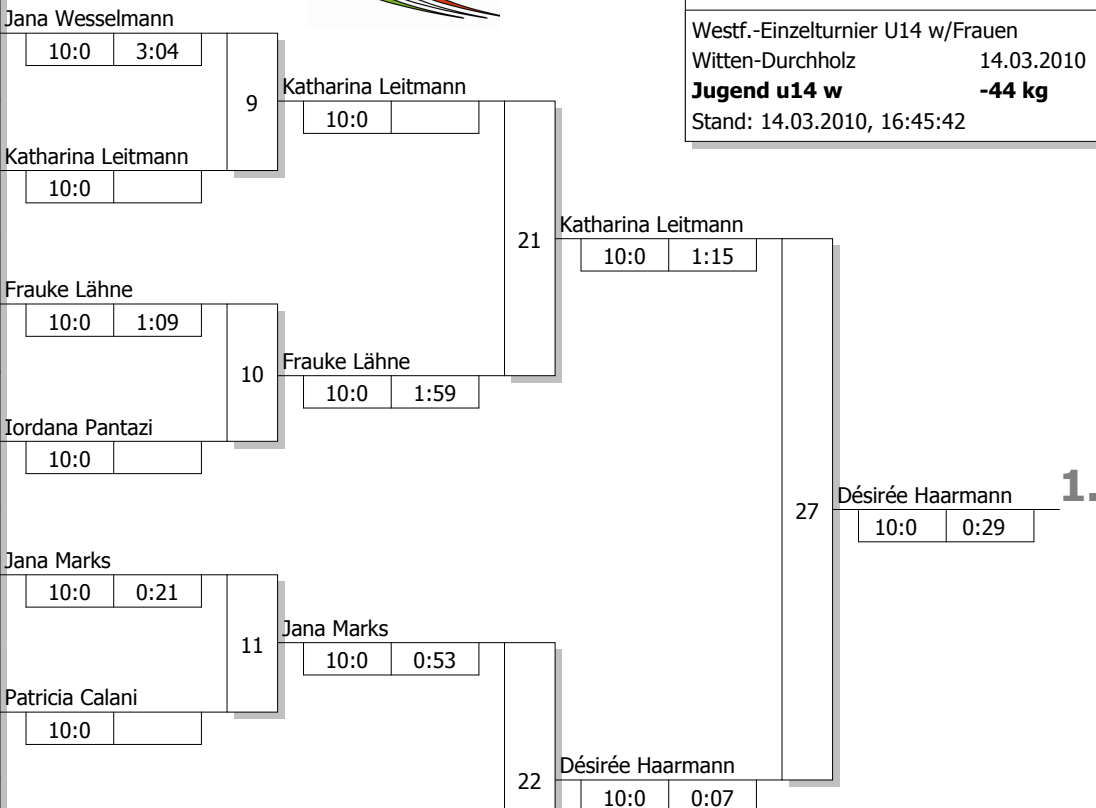 Jana Wesselmann
10:0 3:04
9
Katharina Leitmann
10:0
Katharina Leitmann
10:0
21
Katharina Leitmann
10:0 1:15
Frauke Lähne
10:0 1:09
10
Frauke Lähne
10:0 1:59
Iordana Pantazi
10:0
27
Désirée Haarmann
10:0 0:29
1.
Jana Marks
10:0 0:21
11
Jana Marks
10:0 0:53
Patricia Calani
10:0
22
Désirée Haarmann
10:0 0:07
Westf.-Einzelturnier U14 w/Frauen
Witten-Durchholz 14.03.2010
Jugend u14 w -44 kg
Stand: 14.03.2010, 16:45:42